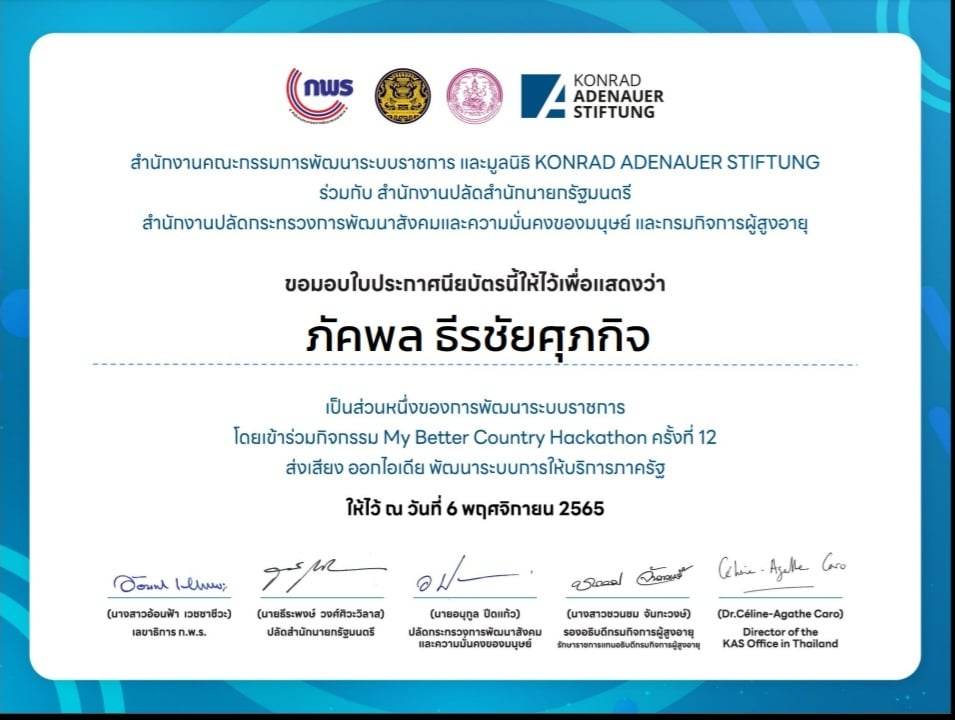 กพร
KONRAD
ADENAUER
STIFTUNG
สำนักงานคณะกรรมการพัฒนาระบบราชการ และมูลนิธิ KONRAD ADENAUER STIFTUNG
ร่วมกับ สำนักงานปลัดสำนักนายกรัฐมนตรี
สำนักงานปลัดกระทรวงการพัฒนาสังคมและความมั่นคงของมนุษย์ และกรมกิจการผู้สูงอายุ
ขอมอบใบประกาศนียบัตรนี้ให้ไว้เพื่อแสดงว่า
ภัคพล ธีรชัยศุภกิจ
เป็นส่วนหนึ่งของการพัฒนาระบบราชการ
โดยเข้าร่วมกิจกรรม My Better Country Hackathon ครั้งที่ 12
ส่งเสียง ออกไอเดีย พัฒนาระบบการให้บริการภาครัฐ
ให้ไว้ ณ วันที่ 6 พฤศจิกายน 2565
Céline-Agathe Caro
(นางสาวอ้อนฟ้า เวชชาชีวะ)
เลขาธิการ ก.พ.ร.
(นายธีระพงษ์ วงศ์ศิวะวิลาส)
ปลัดสำนักนายกรัฐมนตรี
(นายอนุกูล ปีดแก้ว)
ปลัดกระทรวงการพัฒนาสังคม
และความมั่นคงของมนุษย์
(นางสาวชวนชม จันทะวงษ์)
รองอธิบดีกรมกิจการผู้สูงอายุ
รักษาราชการแทนอธิบดีกรมกิจการผู้สูงอายุ
(Dr.Céline-Agathe Caro)
Director of the
KAS Office in Thailand